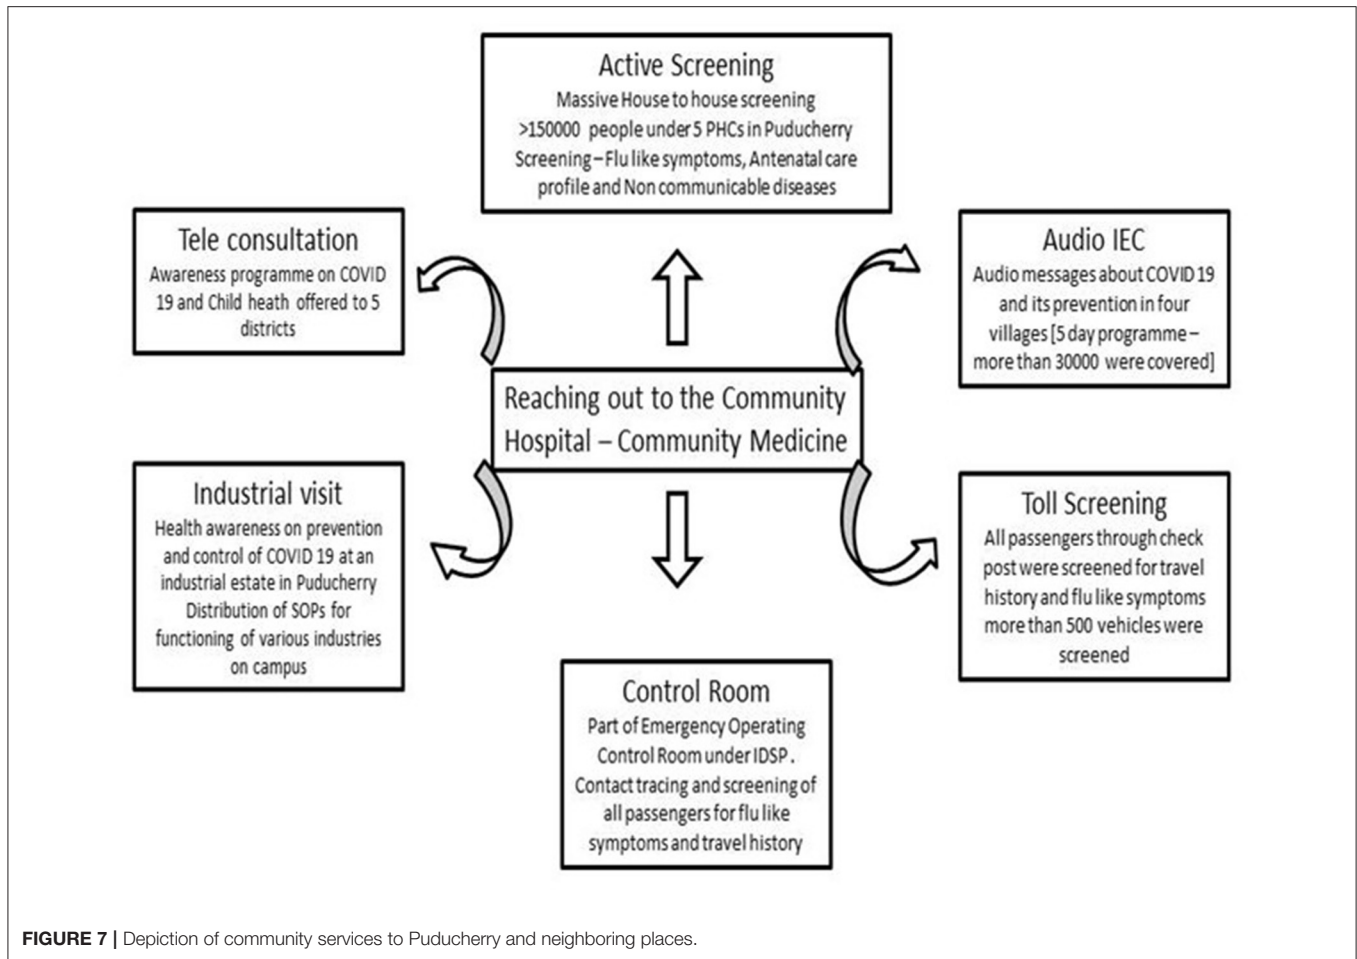 Active Screening
Massive House to house screening
>150000 people under 5 PHCs in Puducherry
Screening – Flu like symptoms, Antenatal care
profile and Non communicable diseases
Tele consultation
Awareness programme on COVID
19 and Child heath offered to 5
districts
Audio IEC
Audio messages about COVID 19
and its prevention in four
villages [5 day programme –
more than 30000 were covered]
Reaching out to the Community
Hospital – Community Medicine
Industrial visit
Health awareness on prevention
and control of COVID 19 at an
industrial estate in Puducherry
Distribution of SOPs for
functioning of various industries
on campus
Toll Screening
All passengers through check
post were screened for travel
history and flu like symptoms
more than 500 vehicles were
screened
Control Room
Part of Emergency Operating
Control Room under IDSP .
Contact tracing and screening of
all passengers for flu like
symptoms and travel history
FIGURE 7 | Depiction of community services to Puducherry and neighboring places.